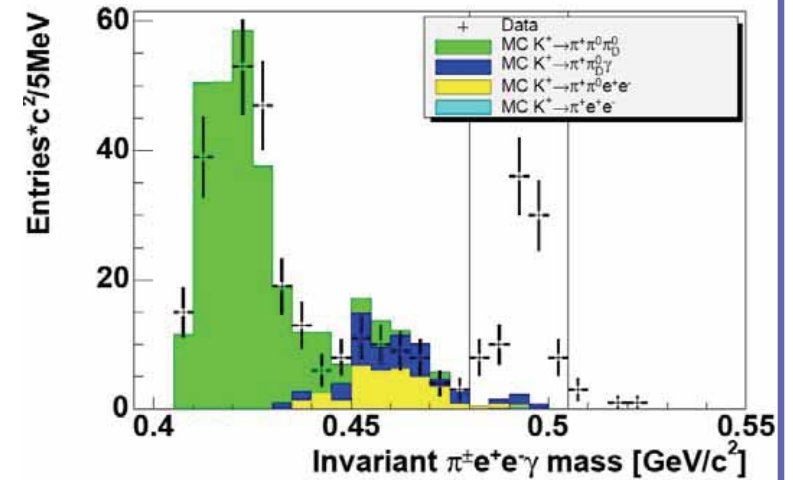 Entries*c²/5MeV
60
40
20
0
Data
MC K⁺→π⁺π⁰π⁰D
MC K⁺→π⁺π⁰Dγ
MC K⁺→π⁺π⁰e⁺e⁻
MC K⁺→π⁺e⁺e⁻
0.4 0.45 0.5 0.55
Invariant π±e⁺e⁻γ mass [GeV/c²]